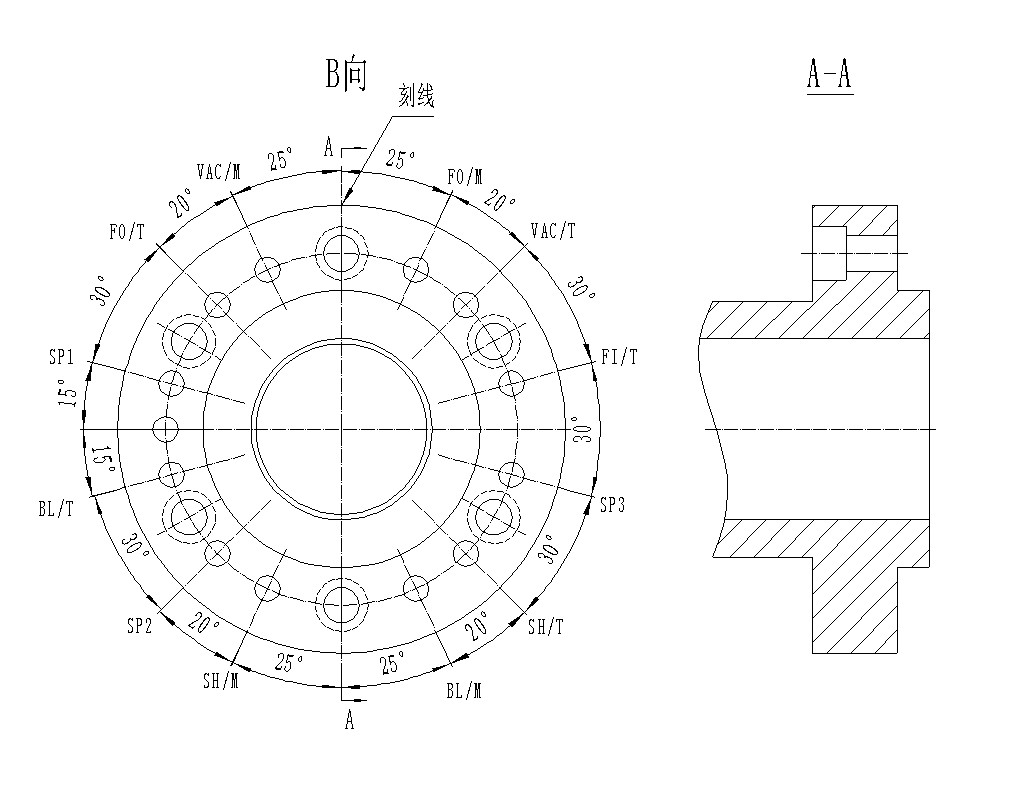 B向
A-A
刻线
A
25°
25°
VAC/M
FO/M
20°
20°
FO/T
VAC/T
30°
30°
SP1
FI/T
15°
30°
15°
BL/T
SP3
30°
30°
SP2
20°
20°
SH/T
SH/M
25°
25°
BL/M
A